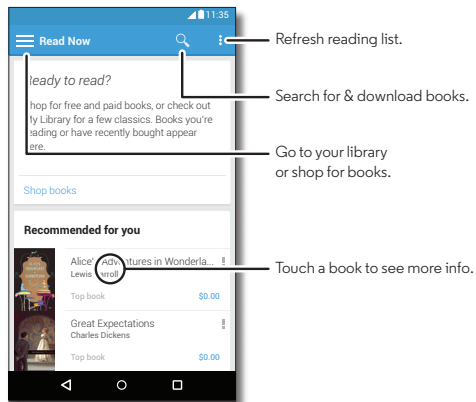 11:35
Read Now
Refresh reading list.
Ready to read?
hop for free and paid books, or check out
My Library for a few classics. Books you're
eading or have recently bought appear
ere.
Search for & download books.
Go to your library
or shop for books.
Shop books
Recommended for you
Alice's Adventures in Wonderla...
Lewis Carroll
Top book
$0.00
Touch a book to see more info.
Great Expectations
Charles Dickens
Top book
$0.00